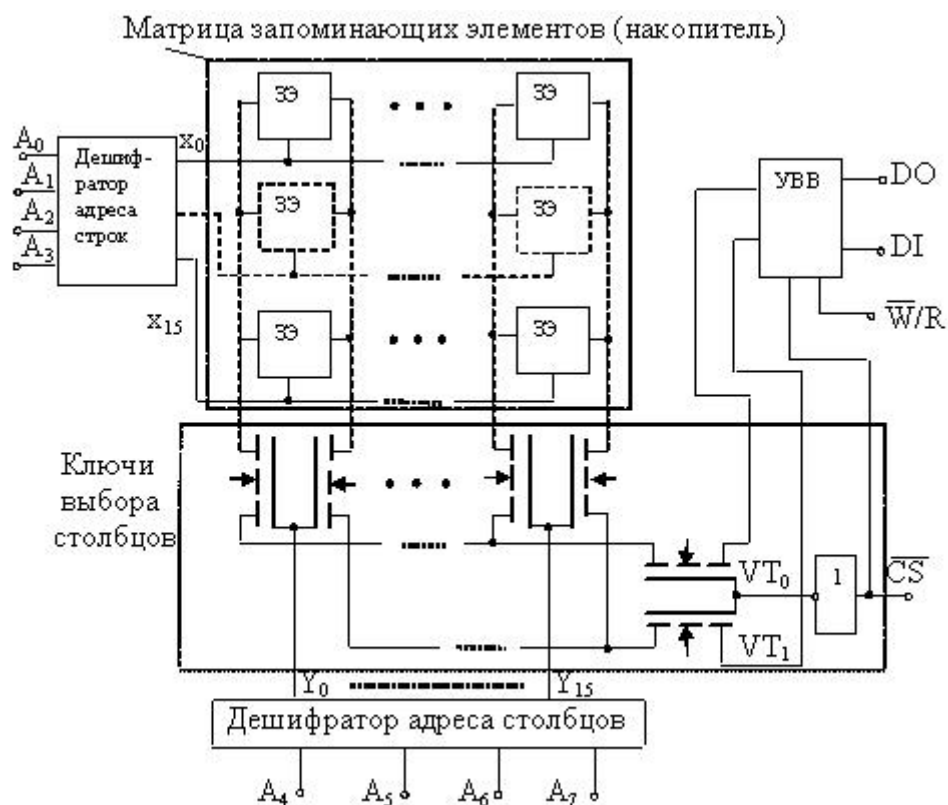 Матрица запоминающих элементов (накопитель)
ЗЭ
ЗЭ
A0
A1
A2
A3
Дешиф-
ратор
адреса
строк
x0
x15
ЗЭ
ЗЭ
ЗЭ
ЗЭ
УВВ
DO
DI
W̅/R
Ключи
выбора
столбцов
VT0
VT1
1
C̅S̅
Y0
Y15
Дешифратор адреса столбцов
A4
A5
A6
A7